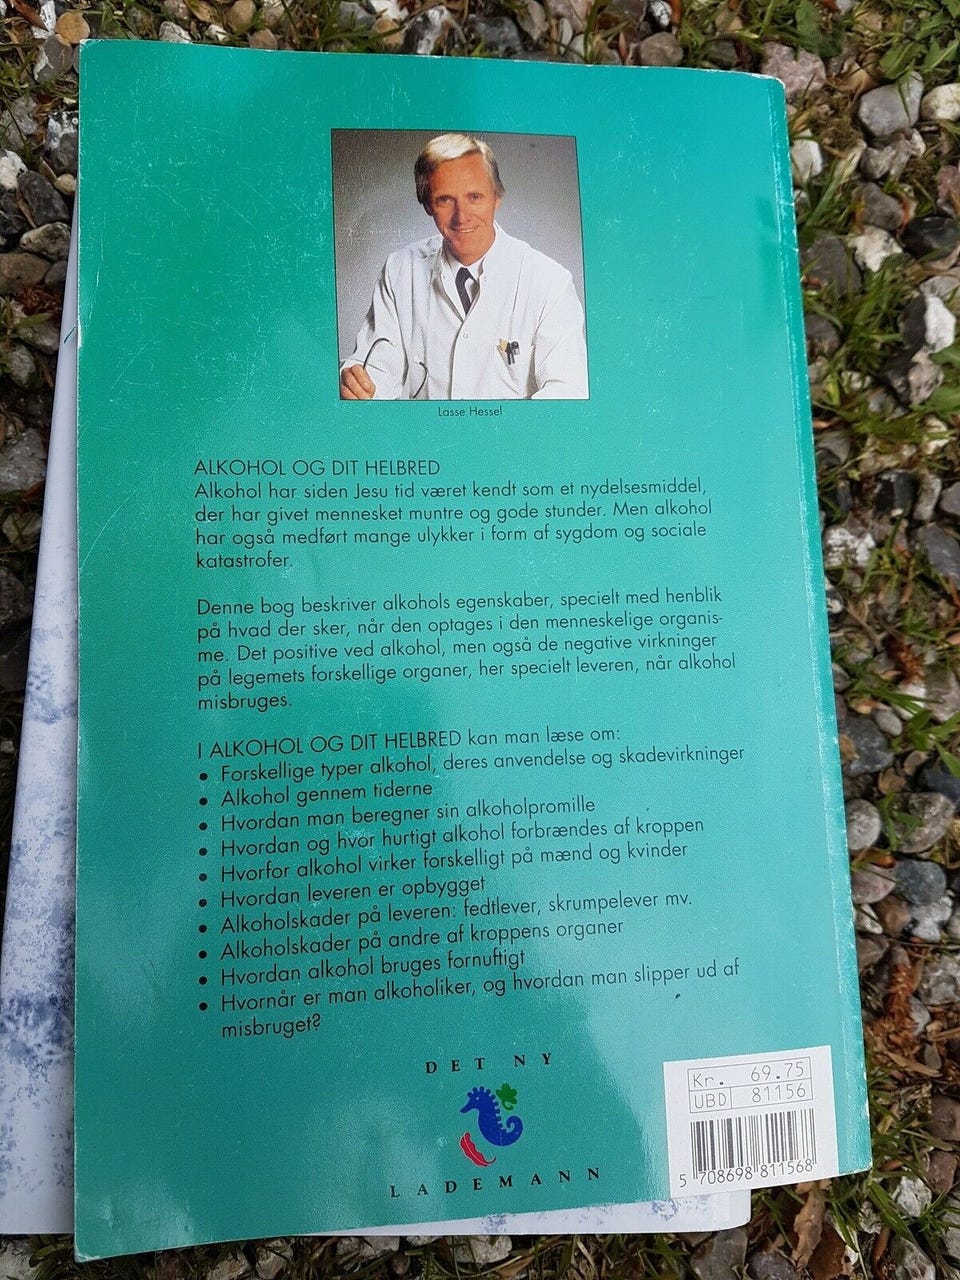 Lasse Hessel
ALKOHOL OG DIT HELBRED
Alkohol har siden Jesu tid været kendt som et nydelsesmiddel,
der har givet mennesket muntre og gode stunder. Men alkohol
har også medført mange ulykker i form af sygdom og sociale
katastrofer.
Denne bog beskriver alkohols egenskaber, specielt med henblik
på hvad der sker, når den optages i den menneskelige organis-
me. Det positive ved alkohol, men også de negative virkninger
på legemets forskellige organer, her specielt leveren, når alkohol
misbruges.
I ALKOHOL OG DIT HELBRED kan man læse om:
• Forskellige typer alkohol, deres anvendelse og skadevirkninger
• Alkohol gennem tiderne
• Hvordan man beregner sin alkoholpromille
• Hvordan og hvor hurtigt alkohol forbrændes af kroppen
• Hvorfor alkohol virker forskelligt på mænd og kvinder
• Hvordan leveren er opbygget
• Alkoholskader på leveren: fedtlever, skrumpelever mv.
• Alkoholskader på andre af kroppens organer
• Hvordan alkohol bruges fornuftigt
• Hvornår er man alkoholiker, og hvordan man slipper ud af
misbruget?
DET NY
LADEMANN
Kr. 69.75
UBD 81156
5 708698 811568